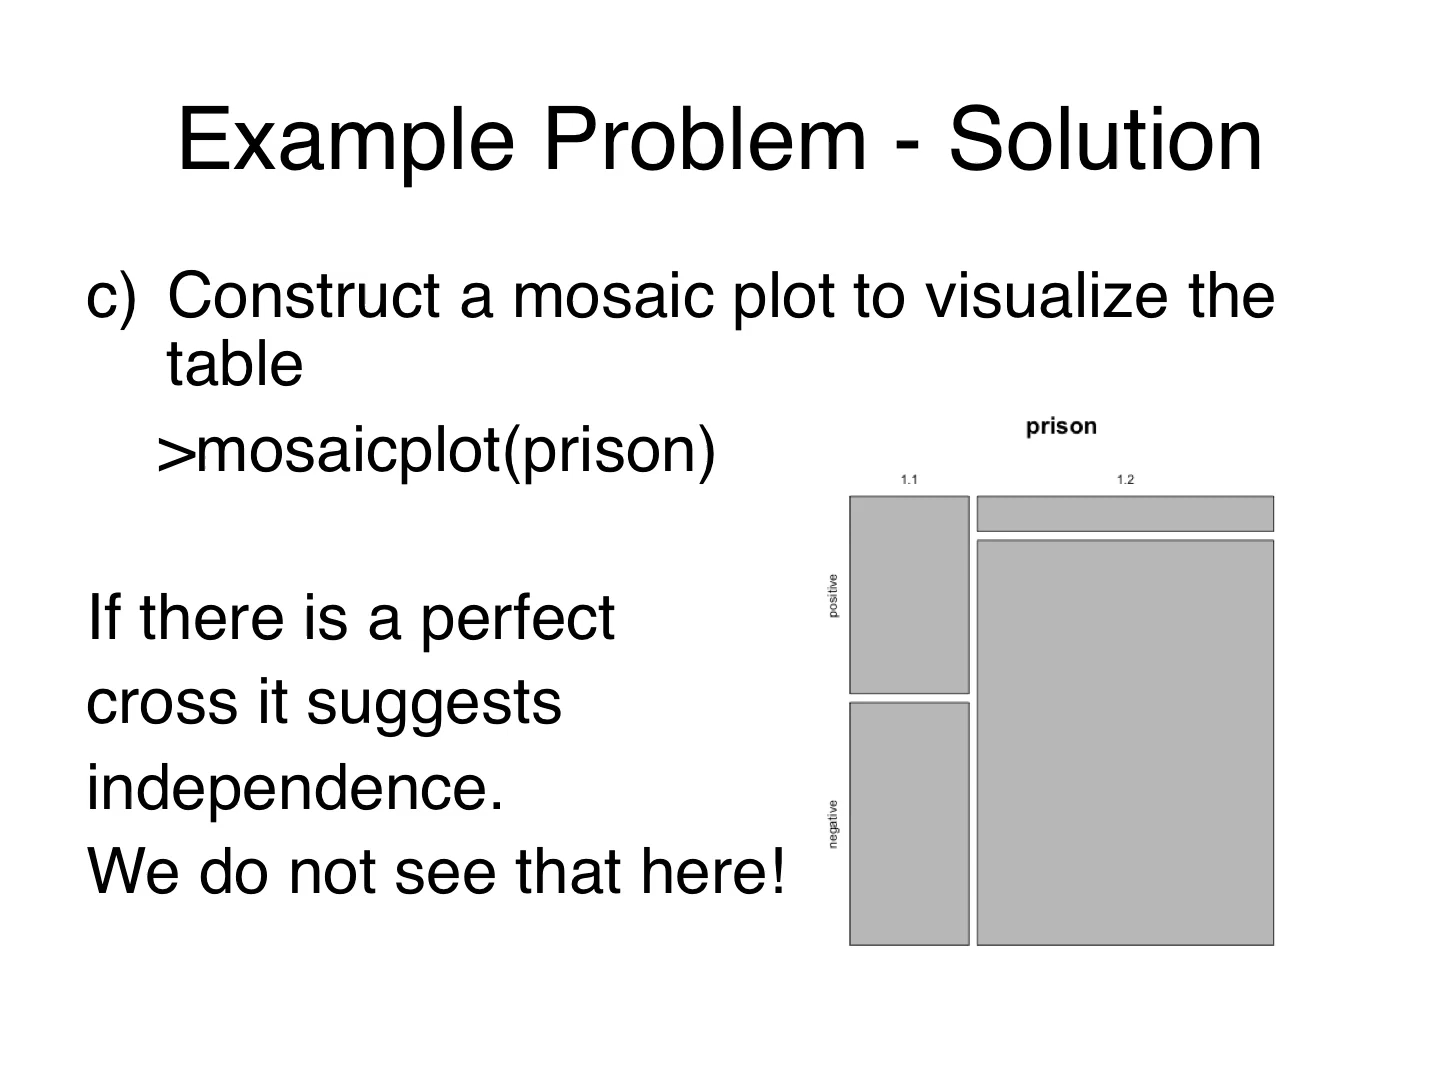 Example Problem - Solution
c) Construct a mosaic plot to visualize the
table
>mosaicplot(prison)
If there is a perfect
cross it suggests
independence.
We do not see that here!
prison
1.1 1.2
positive
negative